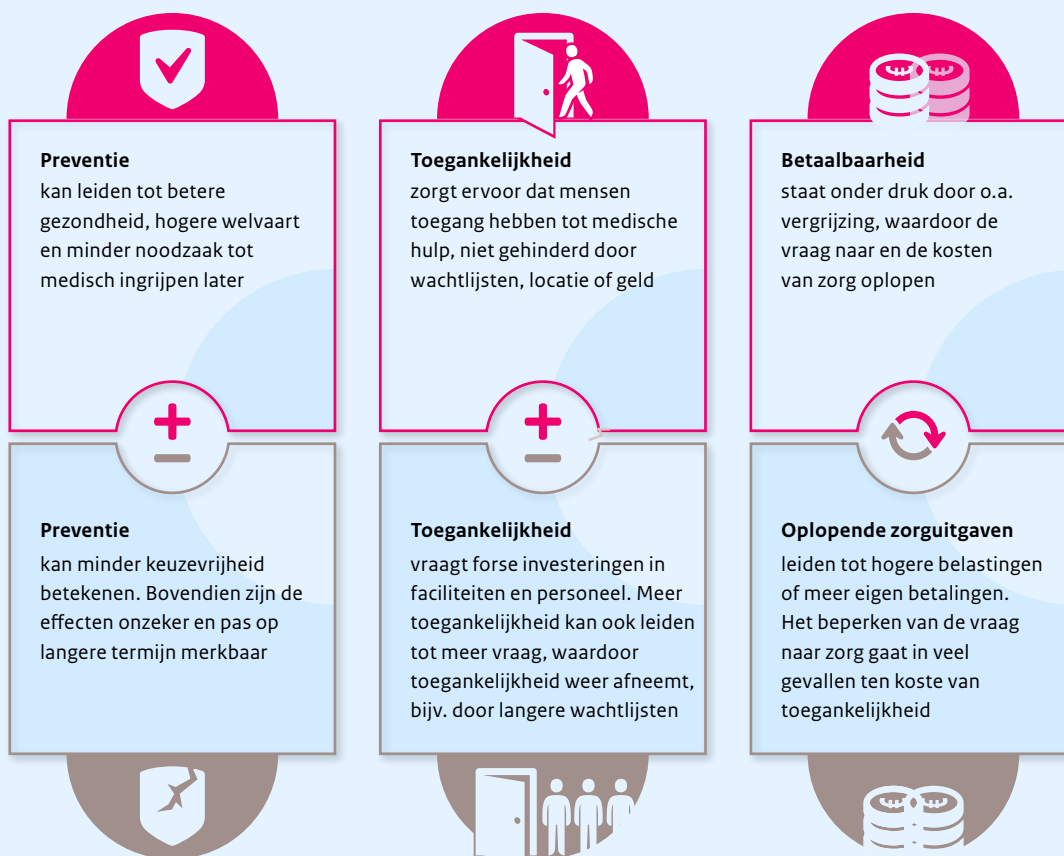 Preventie
kan leiden tot betere
gezondheid, hogere welvaart
en minder noodzaak tot
medisch ingrijpen later
Toegankelijkheid
zorgt ervoor dat mensen
toegang hebben tot medische
hulp, niet gehinderd door
wachtlijsten, locatie of geld
Betaalbaarheid
staat onder druk door o.a.
vergrijzing, waardoor de
vraag naar en de kosten
van zorg oplopen
Preventie
kan minder keuzevrijheid
betekenen. Bovendien zijn de
effecten onzeker en pas op
langere termijn merkbaar
Toegankelijkheid
vraagt forse investeringen in
faciliteiten en personeel. Meer
toegankelijkheid kan ook leiden
tot meer vraag, waardoor
toegankelijkheid weer afneemt,
bijv. door langere wachtlijsten
Oplopende zorguitgaven
leiden tot hogere belastingen
of meer eigen betalingen.
Het beperken van de vraag
naar zorg gaat in veel
gevallen ten koste van
toegankelijkheid